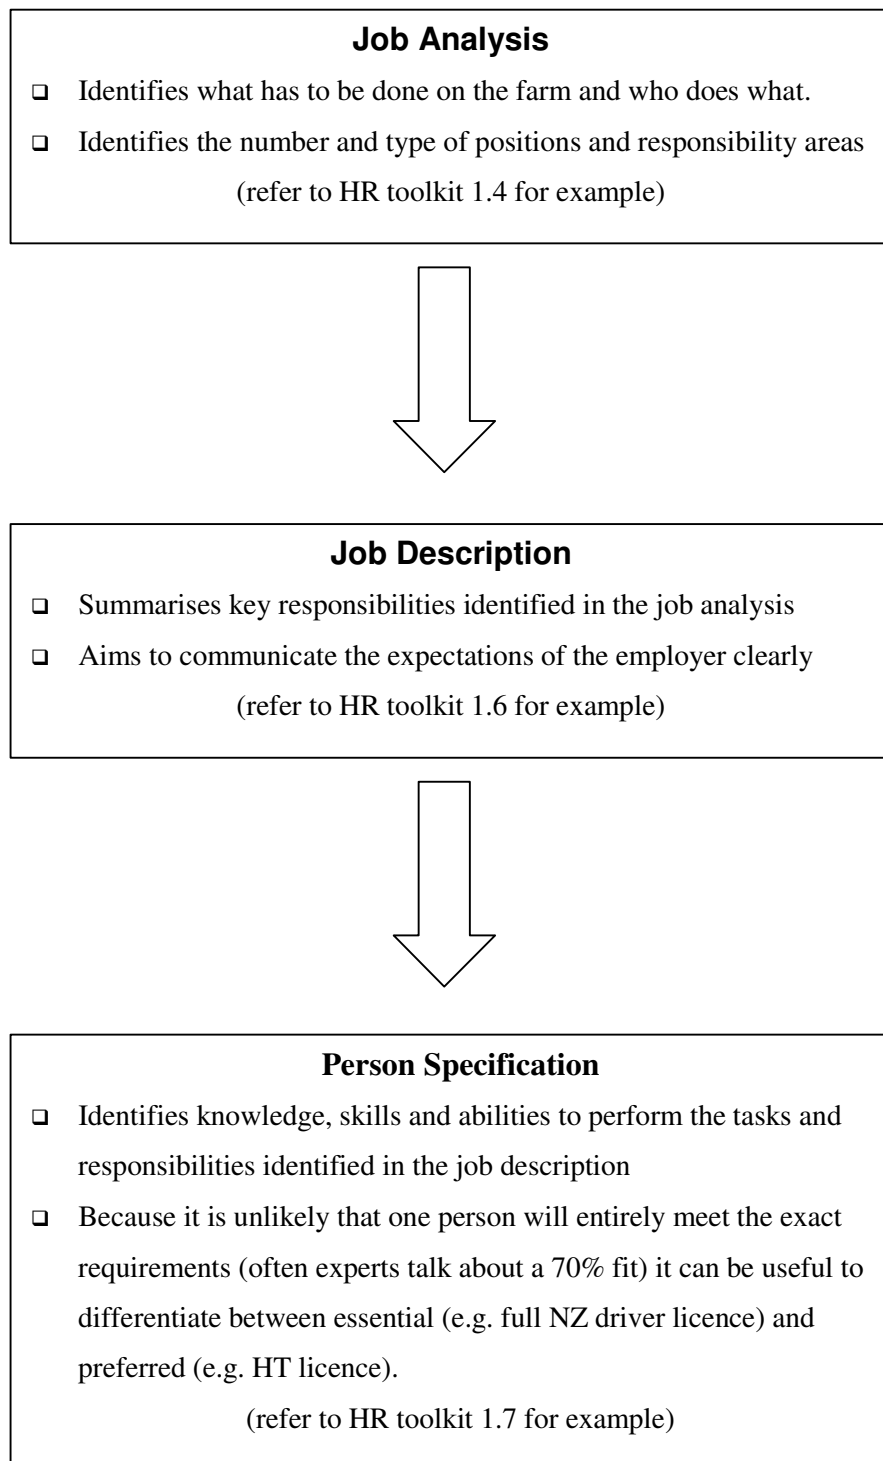 Job Analysis
❑ Identifies what has to be done on the farm and who does what.
❑ Identifies the number and type of positions and responsibility areas
(refer to HR toolkit 1.4 for example)
Job Description
❑ Summarises key responsibilities identified in the job analysis
❑ Aims to communicate the expectations of the employer clearly
(refer to HR toolkit 1.6 for example)
Person Specification
❑ Identifies knowledge, skills and abilities to perform the tasks and
responsibilities identified in the job description
❑ Because it is unlikely that one person will entirely meet the exact
requirements (often experts talk about a 70% fit) it can be useful to
differentiate between essential (e.g. full NZ driver licence) and
preferred (e.g. HT licence).
(refer to HR toolkit 1.7 for example)